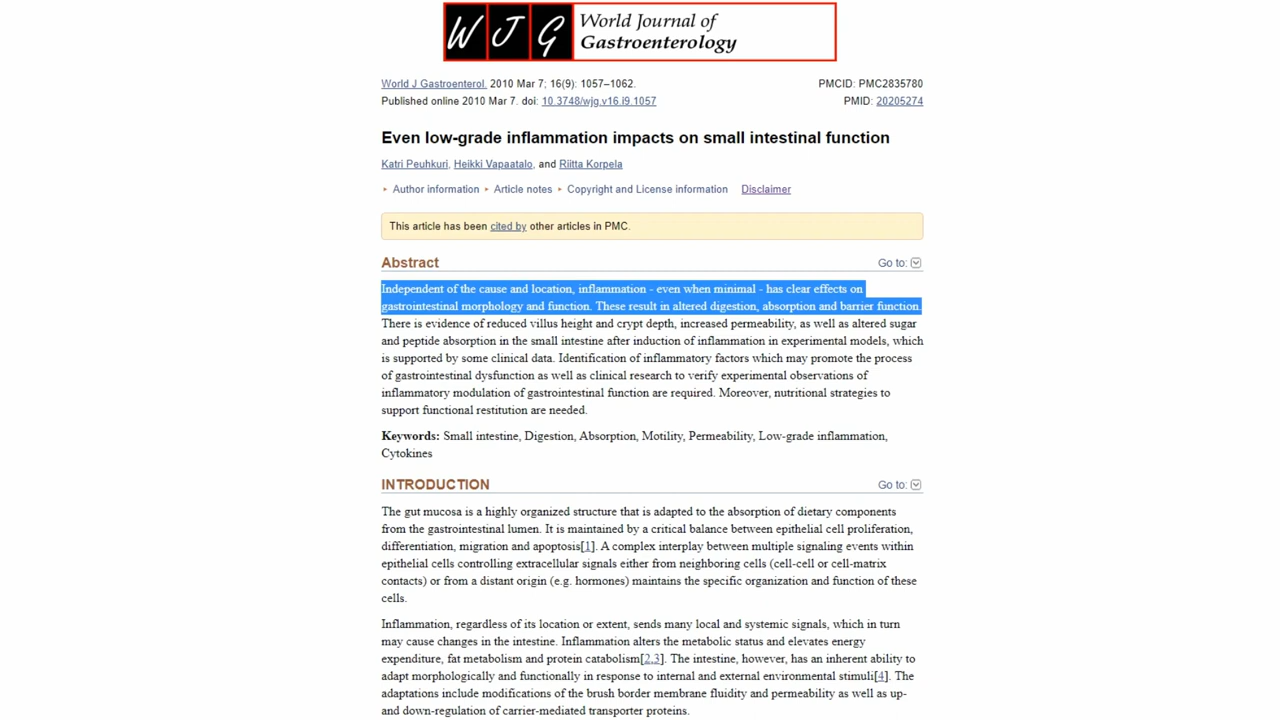 W J G World Journal of
Gastroenterology
World J Gastroenterol. 2010 Mar 7; 16(9): 1057–1062. PMCID: PMC2835780
Published online 2010 Mar 7. doi: 10.3748/wjg.v16.i9.1057 PMID: 20205274
Even low-grade inflammation impacts on small intestinal function
Katri Peuhkuri, Heikki Vapaatalo, and Riitta Korpela
Author information Article notes Copyright and License information Disclaimer
This article has been cited by other articles in PMC.
Abstract Go to:
Independent of the cause and location, inflammation - even when minimal - has clear effects on
gastrointestinal morphology and function. These result in altered digestion, absorption and barrier function.
There is evidence of reduced villus height and crypt depth, increased permeability, as well as altered sugar
and peptide absorption in the small intestine after induction of inflammation in experimental models, which
is supported by some clinical data. Identification of inflammatory factors which may promote the process
of gastrointestinal dysfunction as well as clinical research to verify experimental observations of
inflammatory modulation of gastrointestinal function are required. Moreover, nutritional strategies to
support functional restitution are needed.
Keywords: Small intestine, Digestion, Absorption, Motility, Permeability, Low-grade inflammation,
Cytokines
INTRODUCTION Go to:
The gut mucosa is a highly organized structure that is adapted to the absorption of dietary components
from the gastrointestinal lumen. It is maintained by a critical balance between epithelial cell proliferation,
differentiation, migration and apoptosis[1]. A complex interplay between multiple signaling events within
epithelial cells controlling extracellular signals either from neighboring cells (cell-cell or cell-matrix
contacts) or from a distant origin (e.g. hormones) maintains the specific organization and function of these
cells.
Inflammation, regardless of its location or extent, sends many local and systemic signals, which in turn
may cause changes in the intestine. Inflammation alters the metabolic status and elevates energy
expenditure, fat metabolism and protein catabolism[2,3]. The intestine, however, has an inherent ability to
adapt morphologically and functionally in response to internal and external environmental stimuli[4]. The
adaptations include modifications of the brush border membrane fluidity and permeability as well as up-
and down-regulation of carrier-mediated transporter proteins.